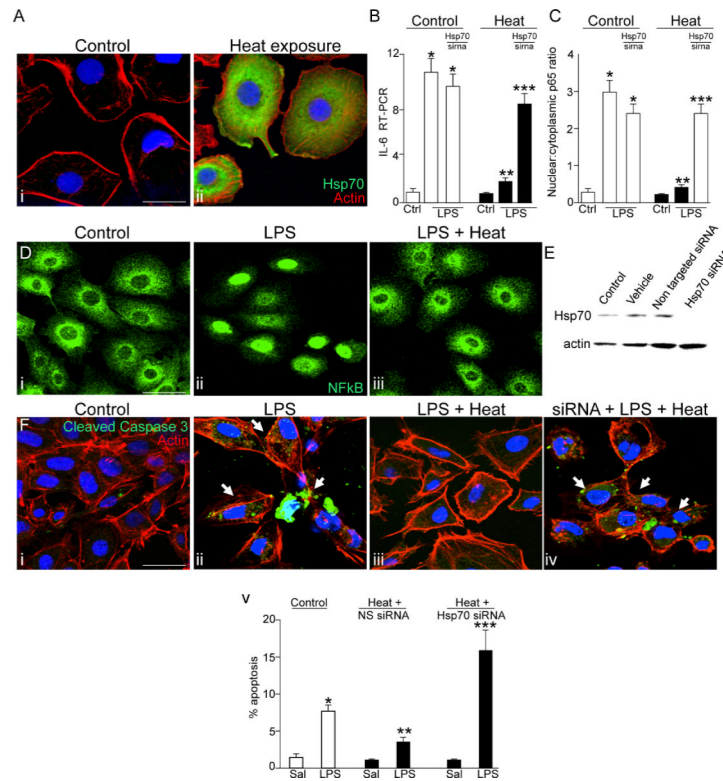 A
Control
Heat exposure
i
ii
Hsp70
Actin
B
Control
Heat
Hsp70
sirna
Hsp70
sirna
IL-6 RT-PCR
12
8
4
0
*
*
**
***
Ctrl
LPS
Ctrl
LPS
C
Control
Heat
Hsp70
sirna
Hsp70
sirna
Nuclear:cytoplasmic p65 ratio
4
3
2
1
0
*
*
**
***
Ctrl
LPS
Ctrl
LPS
D
Control
LPS
LPS + Heat
i
ii
NFkB
iii
E
Control
Vehicle
Non targeted siRNA
Hsp70 siRNA
Hsp70
actin
F
Control
LPS
LPS + Heat
siRNA + LPS + Heat
Cleaved Caspase 3
Actin
i
ii
iii
iv
v
Control
Heat +
NS siRNA
Heat +
Hsp70 siRNA
% apoptosis
20
15
10
5
0
*
**
***
Sal
LPS
Sal
LPS
Sal
LPS